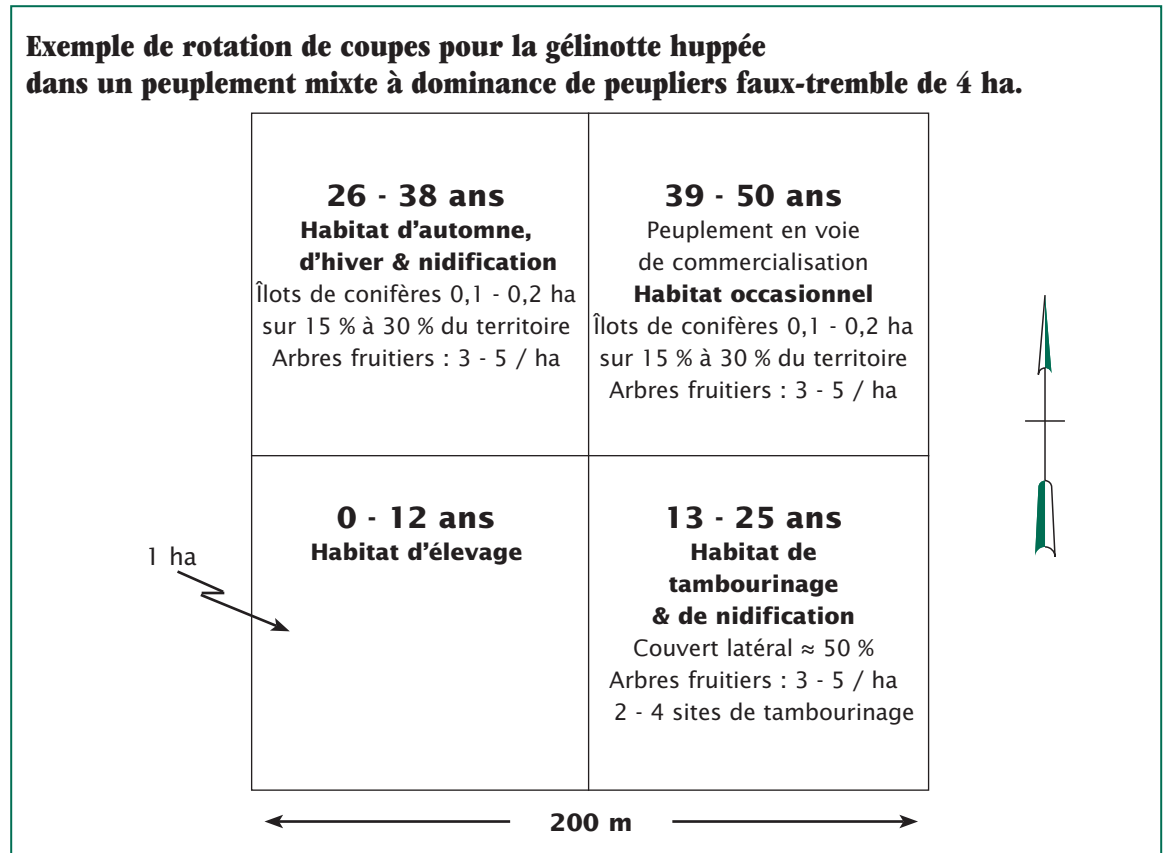 Exemple de rotation de coupes pour la gélinotte huppée
dans un peuplement mixte à dominance de peupliers faux-tremble de 4 ha.
26 - 38 ans
Habitat d’automne,
d’hiver & nidification
Îlots de conifères 0,1 - 0,2 ha
sur 15 % à 30 % du territoire
Arbres fruitiers : 3 - 5 / ha
39 - 50 ans
Peuplement en voie
de commercialisation
Habitat occasionnel
Îlots de conifères 0,1 - 0,2 ha
sur 15 % à 30 % du territoire
Arbres fruitiers : 3 - 5 / ha
1 ha
0 - 12 ans
Habitat d’élevage
13 - 25 ans
Habitat de
tambourinage
& de nidification
Couvert latéral ≈ 50 %
Arbres fruitiers : 3 - 5 / ha
2 - 4 sites de tambourinage
200 m